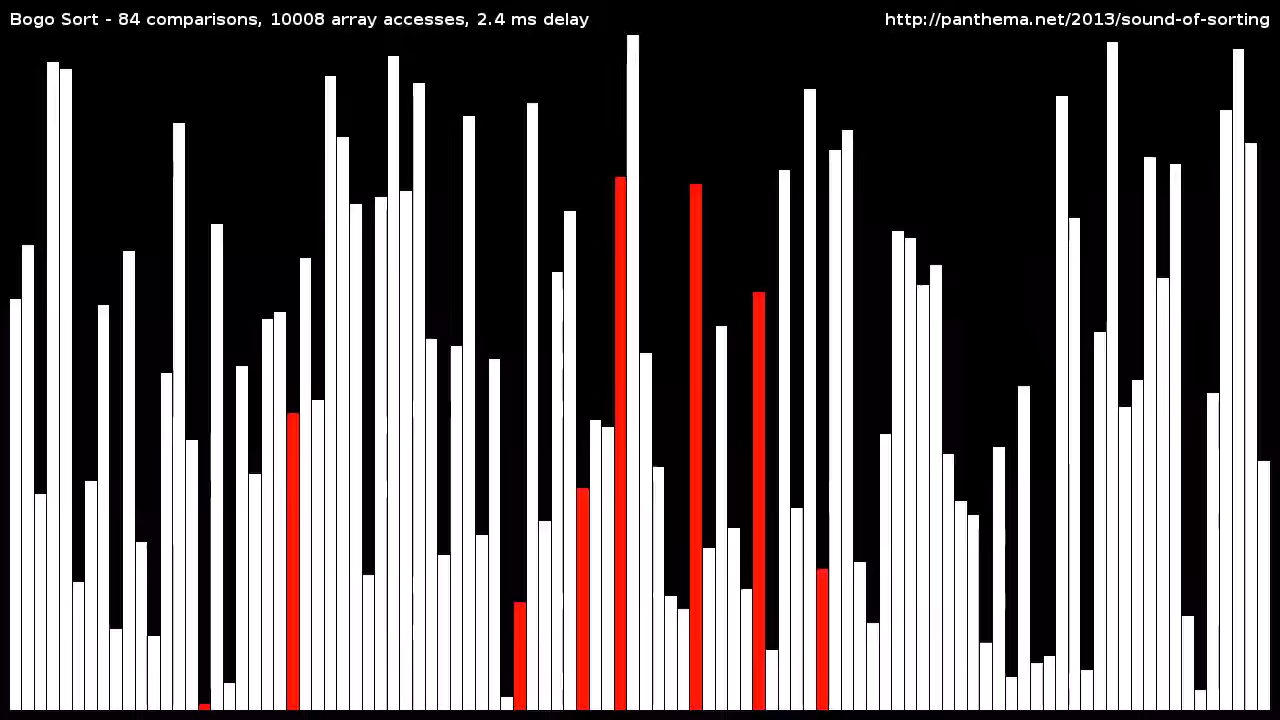 Bogo Sort - 84 comparisons, 10008 array accesses, 2.4 ms delay
http://panthema.net/2013/sound-of-sorting